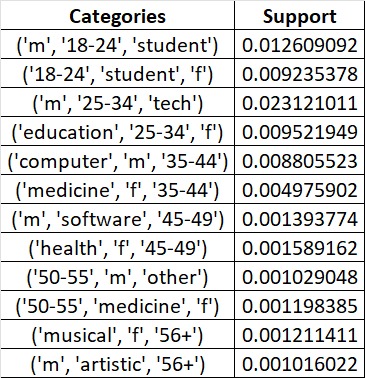 Categories Support
('m', '18-24', 'student') 0.012609092
('18-24', 'student', 'f') 0.009235378
('m', '25-34', 'tech') 0.023121011
('education', '25-34', 'f') 0.009521949
('computer', 'm', '35-44') 0.008805523
('medicine', 'f', '35-44') 0.004975902
('m', 'software', '45-49') 0.001393774
('health', 'f', '45-49') 0.001589162
('50-55', 'm', 'other') 0.001029048
('50-55', 'medicine', 'f') 0.001198385
('musical', 'f', '56+') 0.001211411
('m', 'artistic', '56+') 0.001016022